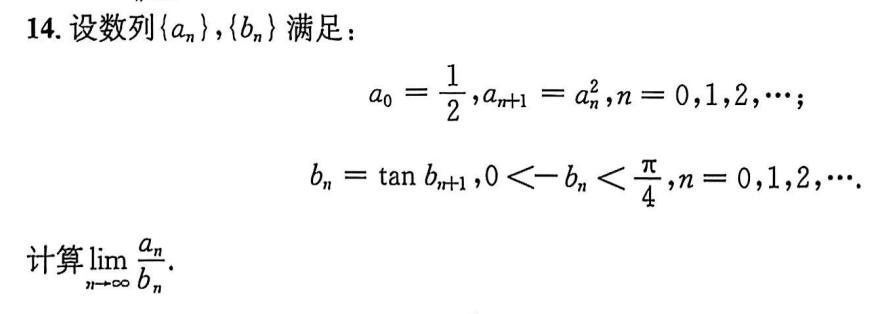 14. 设数列{aₙ},{bₙ}满足:
a₀ = 1/2, aₙ₊₁ = aₙ², n = 0,1,2,⋯;
bₙ = tan bₙ₊₁, 0 < −bₙ < π/4, n = 0,1,2,⋯.
计算 lim_{n→∞} aₙ/bₙ.